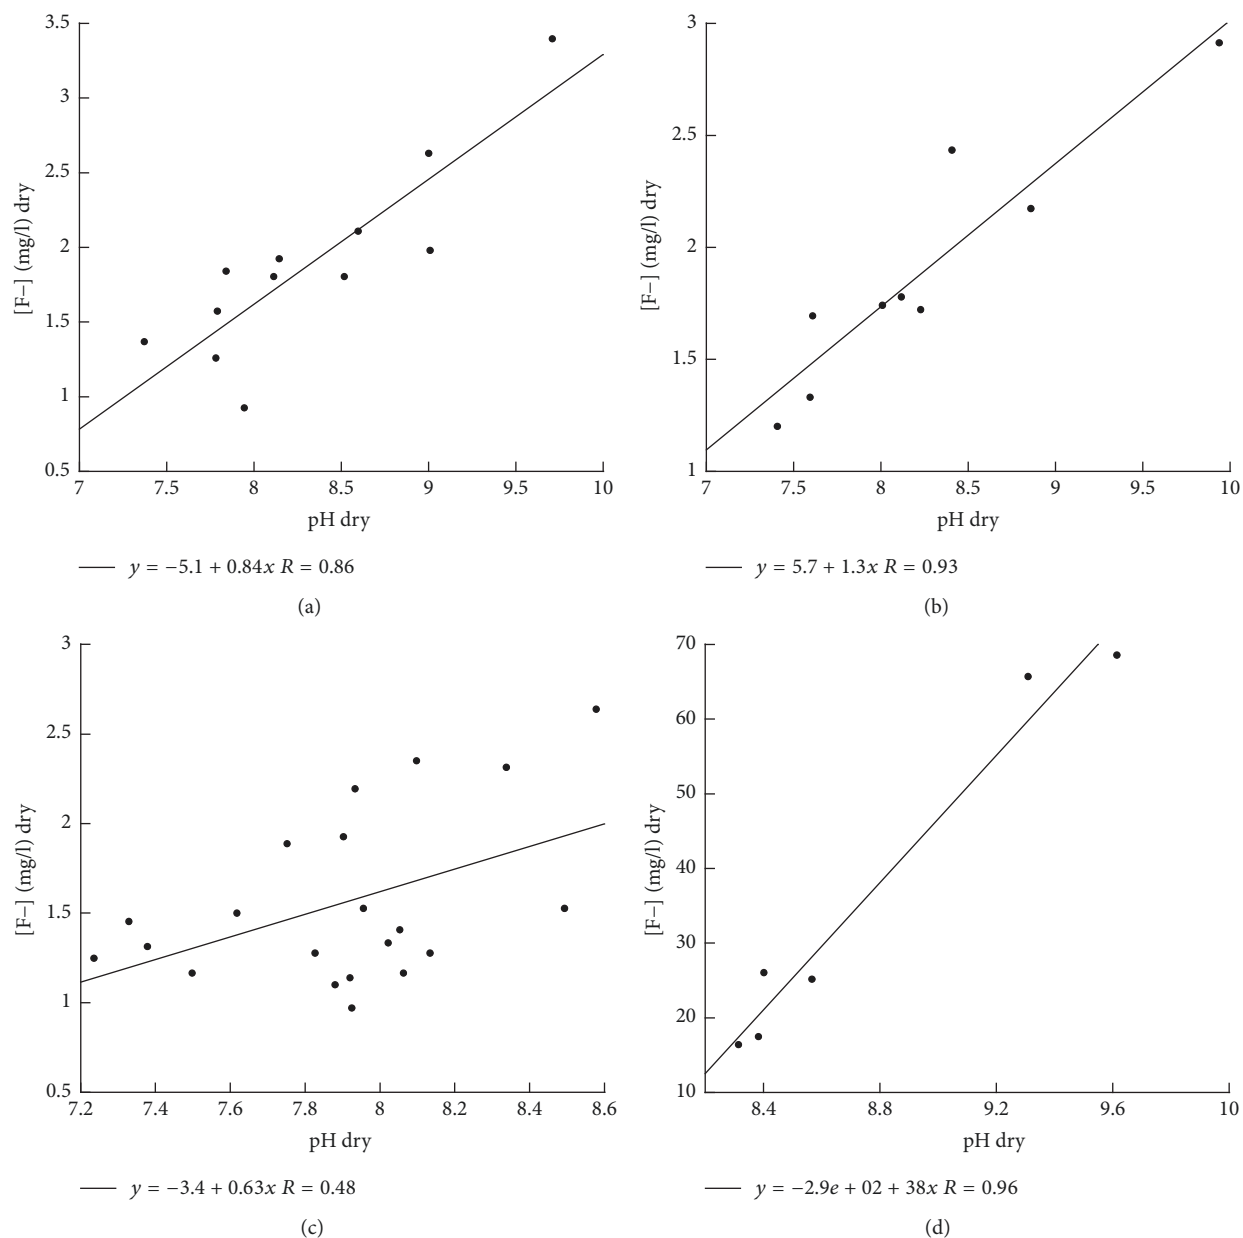 3.5
3
2.5
2
1.5
1
0.5
[F−] (mg/l) dry
7 7.5 8 8.5 9 9.5 10
pH dry
y = −5.1 + 0.84x R = 0.86
(a)
3
2.5
2
1.5
1
[F−] (mg/l) dry
7 7.5 8 8.5 9 9.5 10
pH dry
y = 5.7 + 1.3x R = 0.93
(b)
3
2.5
2
1.5
1
0.5
[F−] (mg/l) dry
7.2 7.4 7.6 7.8 8 8.2 8.4 8.6
pH dry
y = −3.4 + 0.63x R = 0.48
(c)
70
60
50
40
30
20
10
[F−] (mg/l) dry
8.4 8.8 9.2 9.6 10
pH dry
y = −2.9e + 02 + 38x R = 0.96
(d)